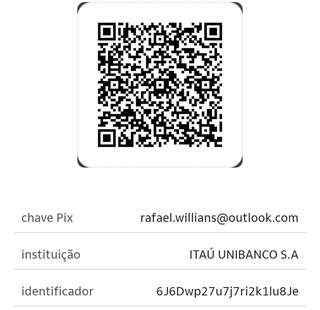 chave Pix rafael.willians@outlook.com
instituição ITAÚ UNIBANCO S.A
identificador 6J6Dwp27u7j7ri2k1lu8Je